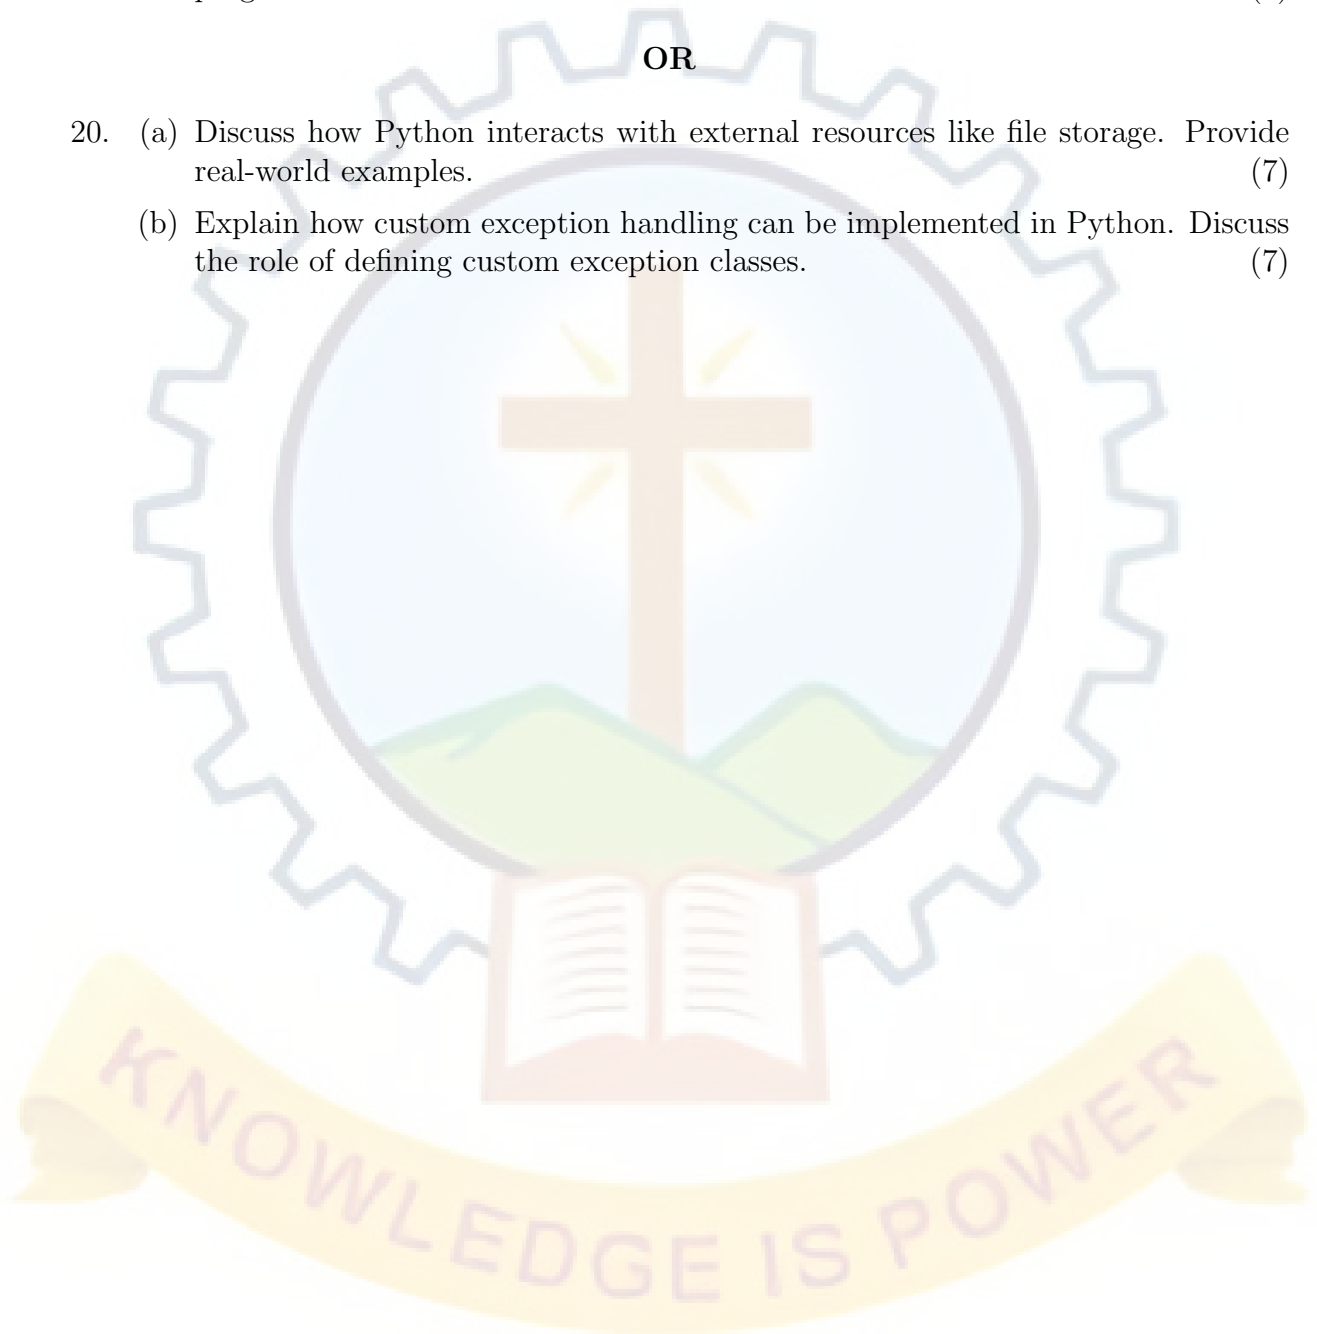 OR
20. (a) Discuss how Python interacts with external resources like file storage. Provide
real-world examples. (7)
(b) Explain how custom exception handling can be implemented in Python. Discuss
the role of defining custom exception classes. (7)
KNOWLEDGE IS POWER